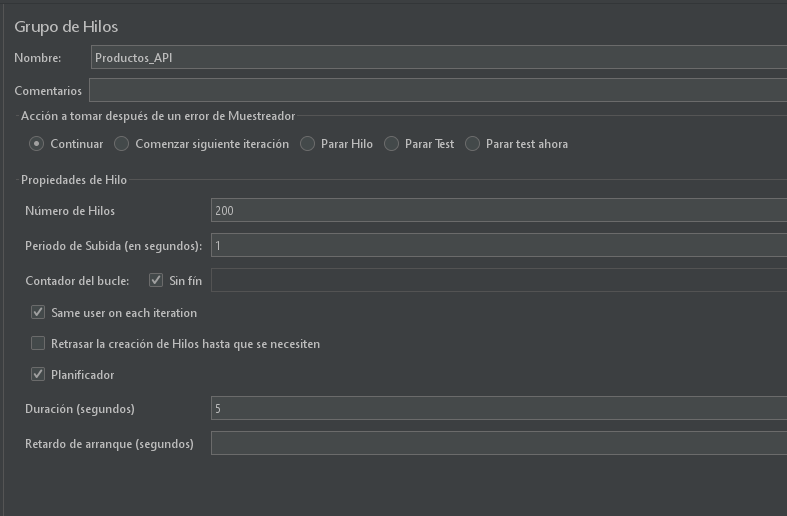 Grupo de Hilos
Nombre: Productos_API
Comentarios
Acción a tomar después de un error de Muestreador
Continuar Comenzar siguiente iteración Parar Hilo Parar Test Parar test ahora
Propiedades de Hilo
Número de Hilos 200
Periodo de Subida (en segundos): 1
Contador del bucle: Sin fín
Same user on each iteration
Retrasar la creación de Hilos hasta que se necesiten
Planificador
Duración (segundos) 5
Retardo de arranque (segundos)